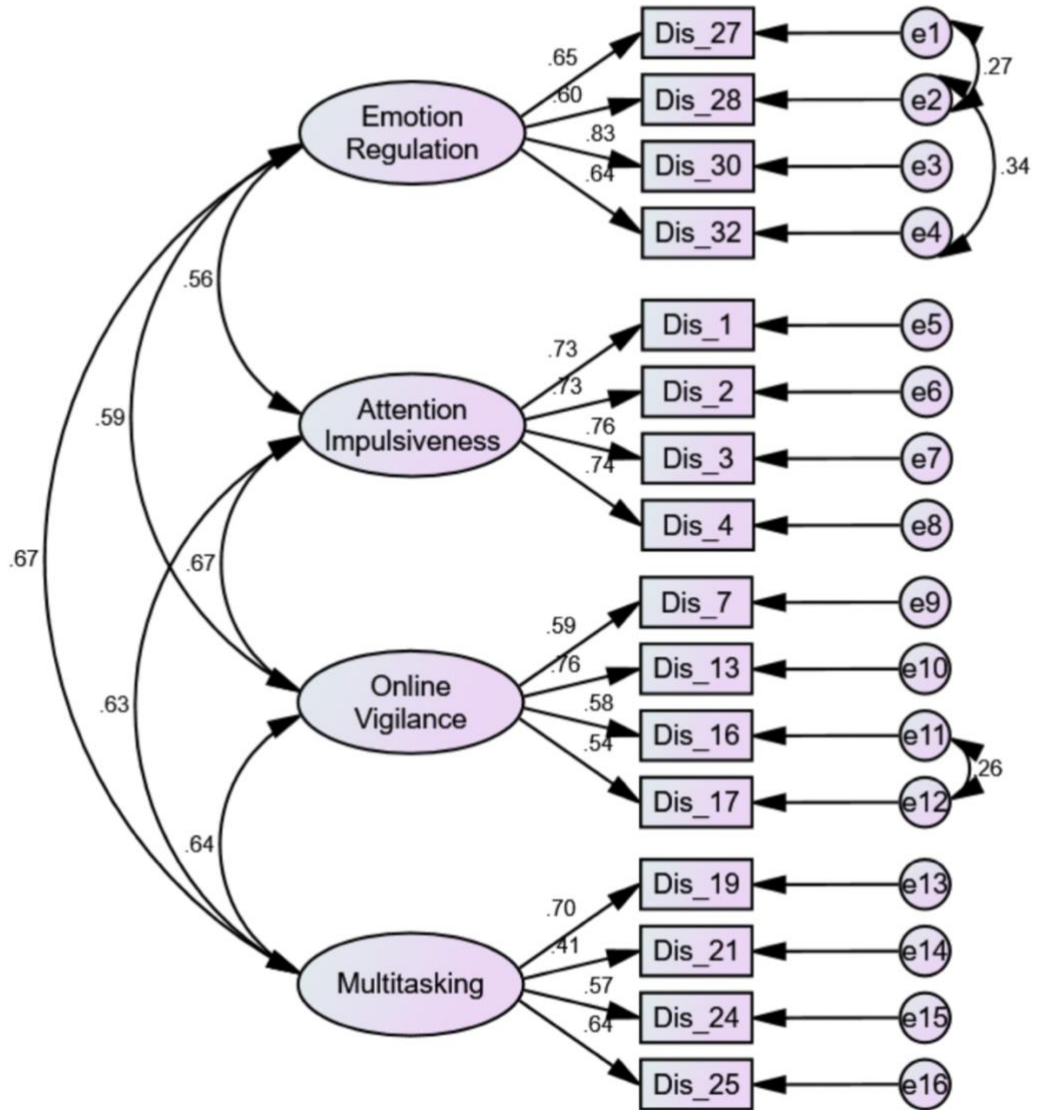 Dis_27
e1
.65
.27
.60
Dis_28
e2
Emotion
Regulation
.83
Dis_30
e3
.34
.64
Dis_32
e4
.56
Dis_1
e5
.73
.73
Dis_2
e6
Attention
Impulsiveness
.59
.76
Dis_3
e7
.74
Dis_4
e8
.67
.67
Dis_7
e9
.59
.76
Dis_13
e10
Online
Vigilance
.63
.58
Dis_16
e11
.54
.26
Dis_17
e12
.64
Dis_19
e13
.70
.41
Dis_21
e14
Multitasking
.57
Dis_24
e15
.64
Dis_25
e16